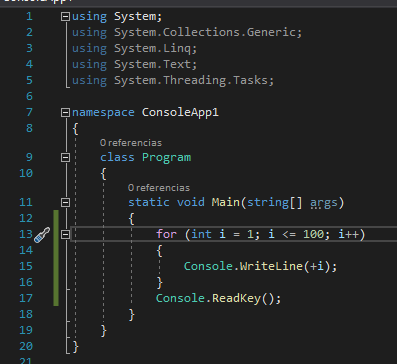 ConsoleApp1
1 using System;
2 using System.Collections.Generic;
3 using System.Linq;
4 using System.Text;
5 using System.Threading.Tasks;
6
7 namespace ConsoleApp1
8 {
0 referencias
9 class Program
10 {
0 referencias
11 static void Main(string[] args)
12 {
13 for (int i = 1; i <= 100; i++)
14 {
15 Console.WriteLine(+i);
16 }
17 Console.ReadKey();
18 }
19 }
20 }